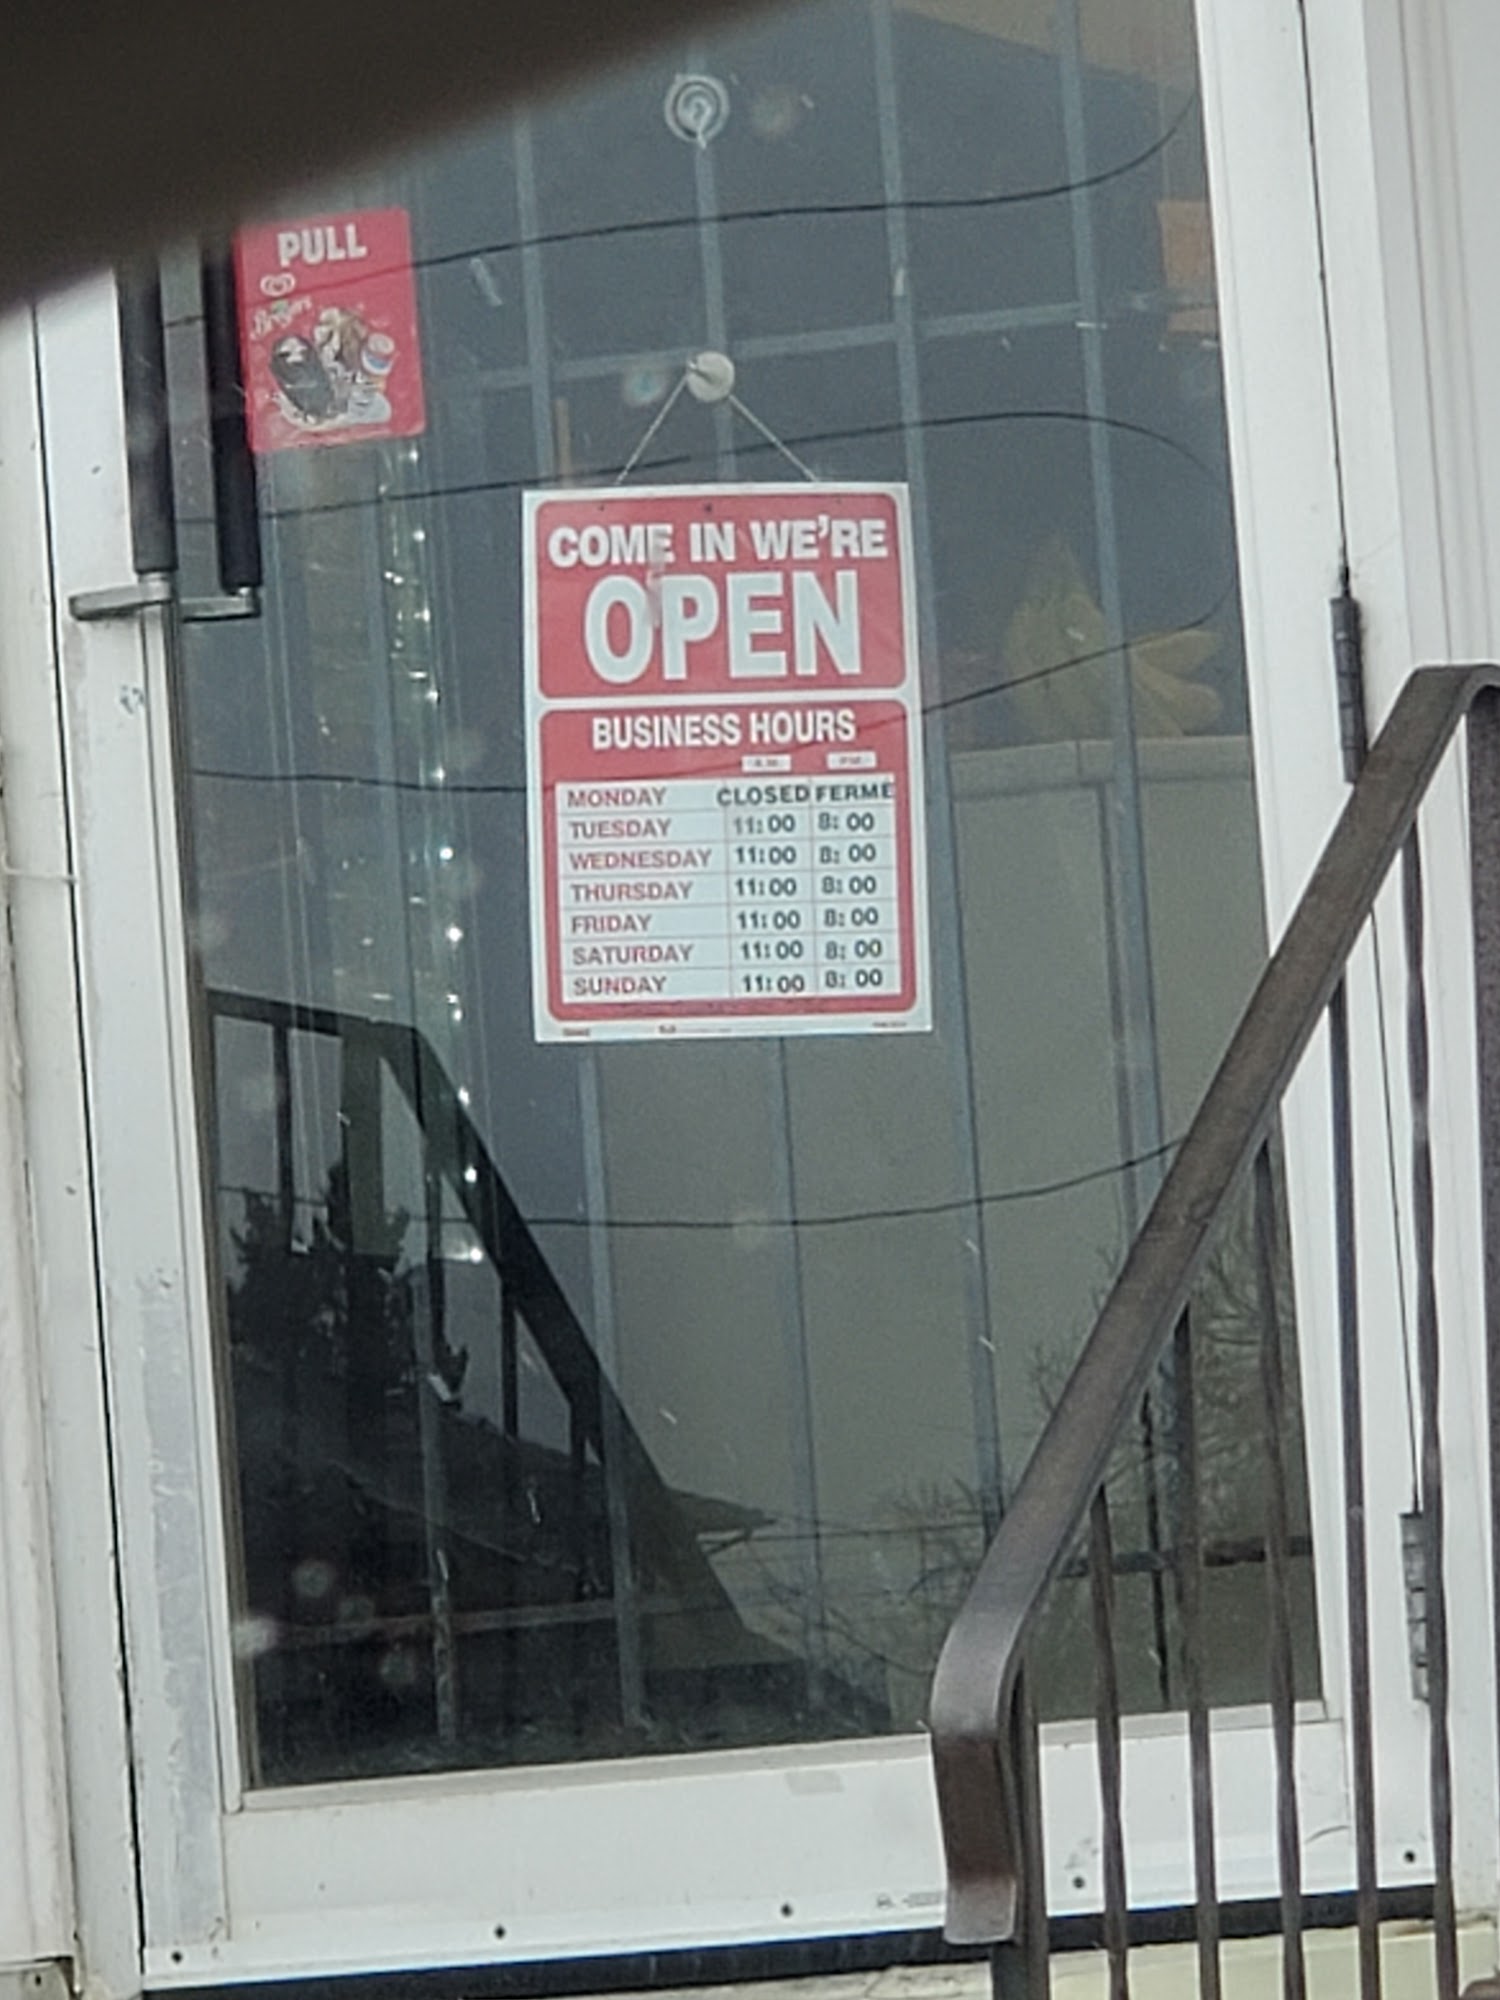 PULL
Breyers
COME IN WE'RE
OPEN
BUSINESS HOURS
A.M. P.M.
MONDAY CLOSED FERMÉ
TUESDAY 11:00 8:00
WEDNESDAY 11:00 8:00
THURSDAY 11:00 8:00
FRIDAY 11:00 8:00
SATURDAY 11:00 8:00
SUNDAY 11:00 8:00